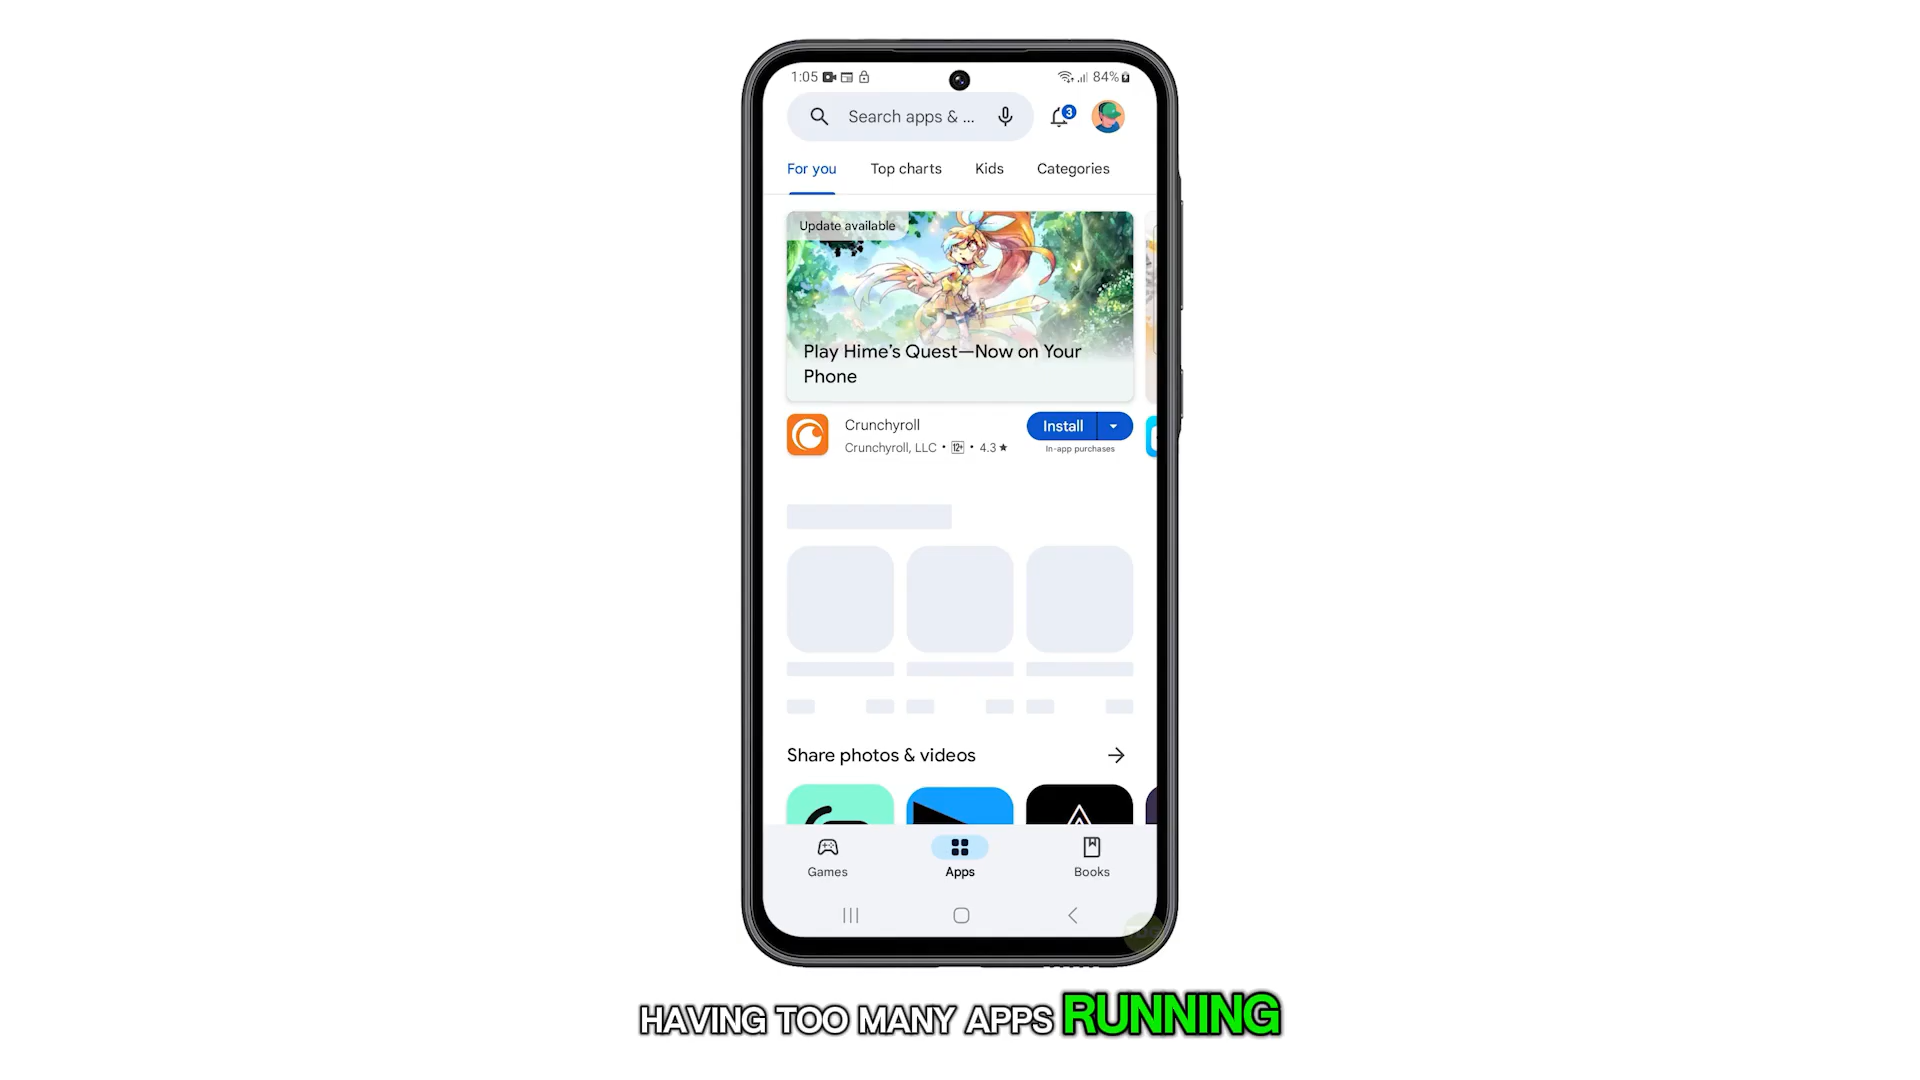 1:05
84%
Search apps & ...
3
For you
Top charts
Kids
Categories
Update available
Play Hime's Quest—Now on Your
Phone
Crunchyroll
Install
Crunchyroll, LLC • 12+ • 4.3 ★
In-app purchases
Share photos & videos
Games
Apps
Books
HAVING TOO MANY APPS RUNNING